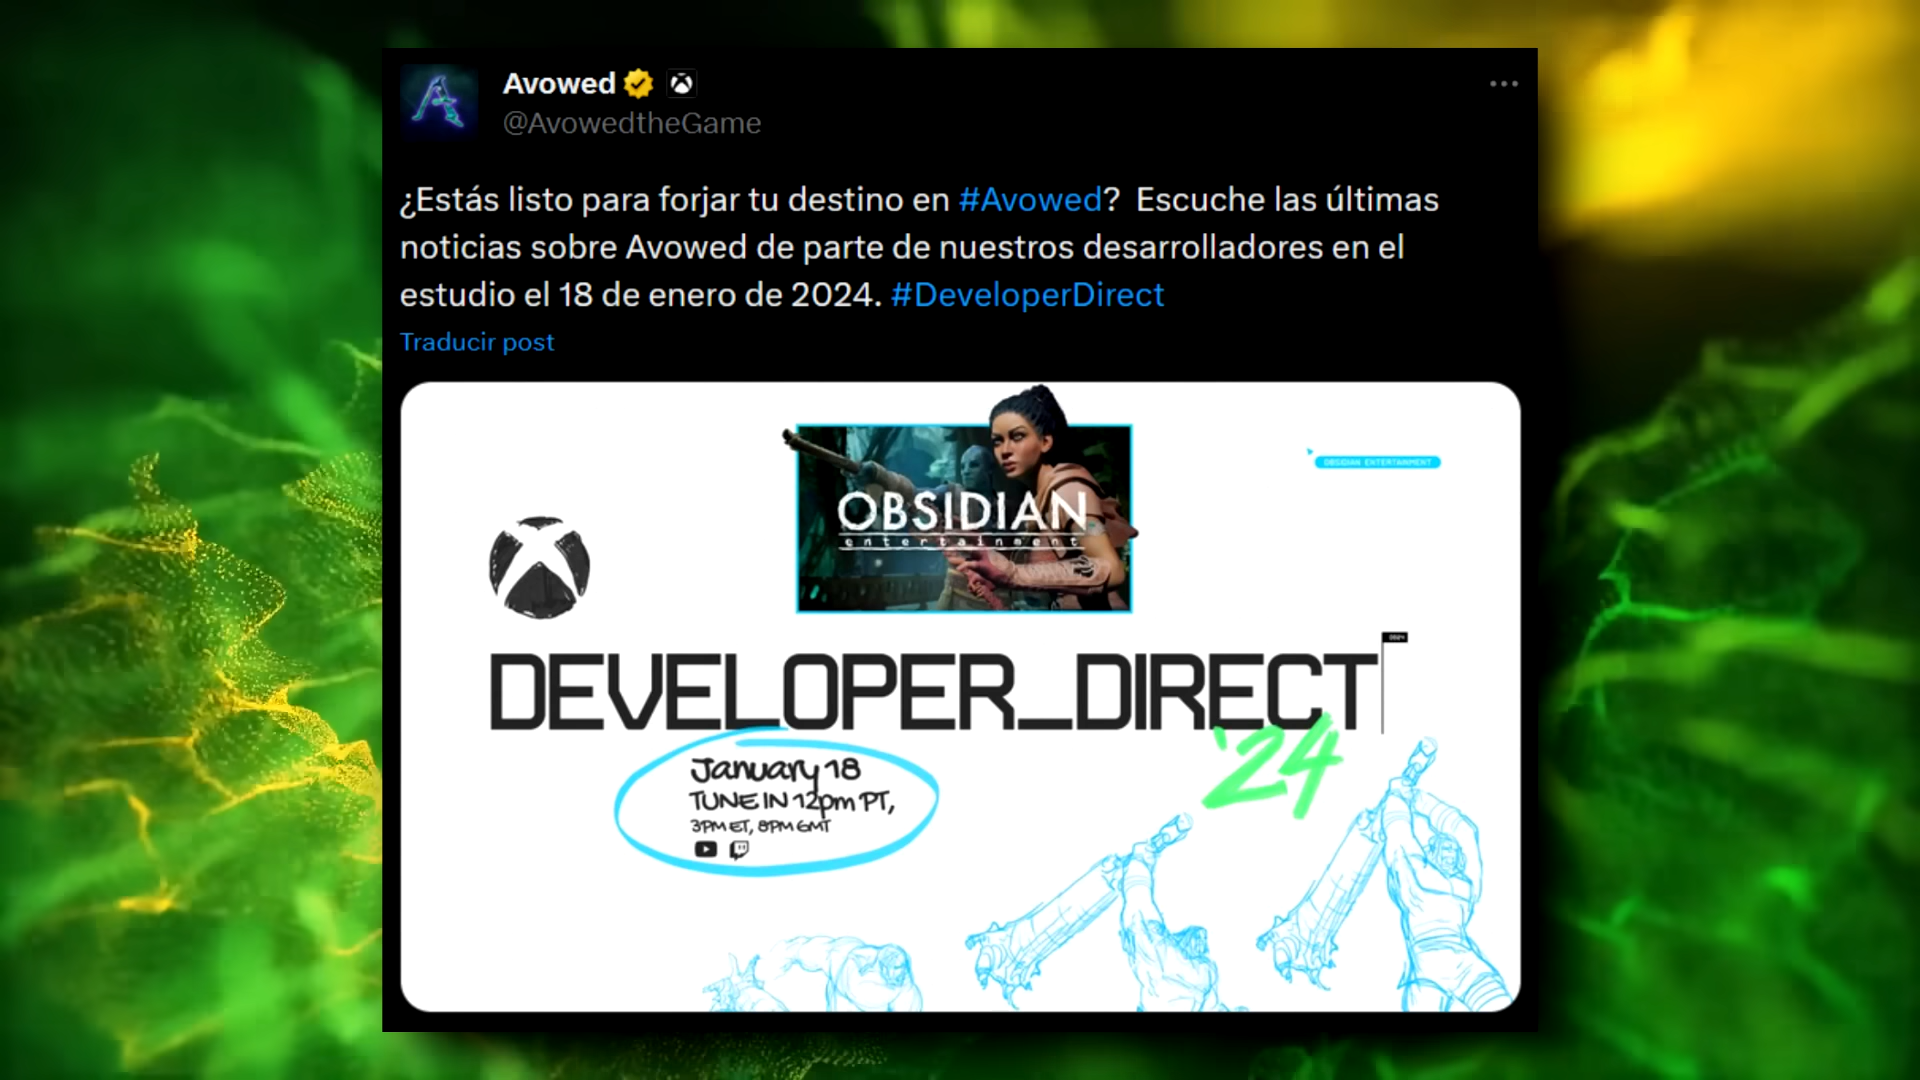 Avowed
@AvowedtheGame
¿Estás listo para forjar tu destino en #Avowed? Escuche las últimas
noticias sobre Avowed de parte de nuestros desarrolladores en el
estudio el 18 de enero de 2024. #DeveloperDirect
Traducir post
OBSIDIAN
entertainment
OBSIDIAN ENTERTAINMENT
DEVELOPER_DIRECT
'24
January 18
TUNE IN 12pm PT,
3PM ET, 8PM GMT